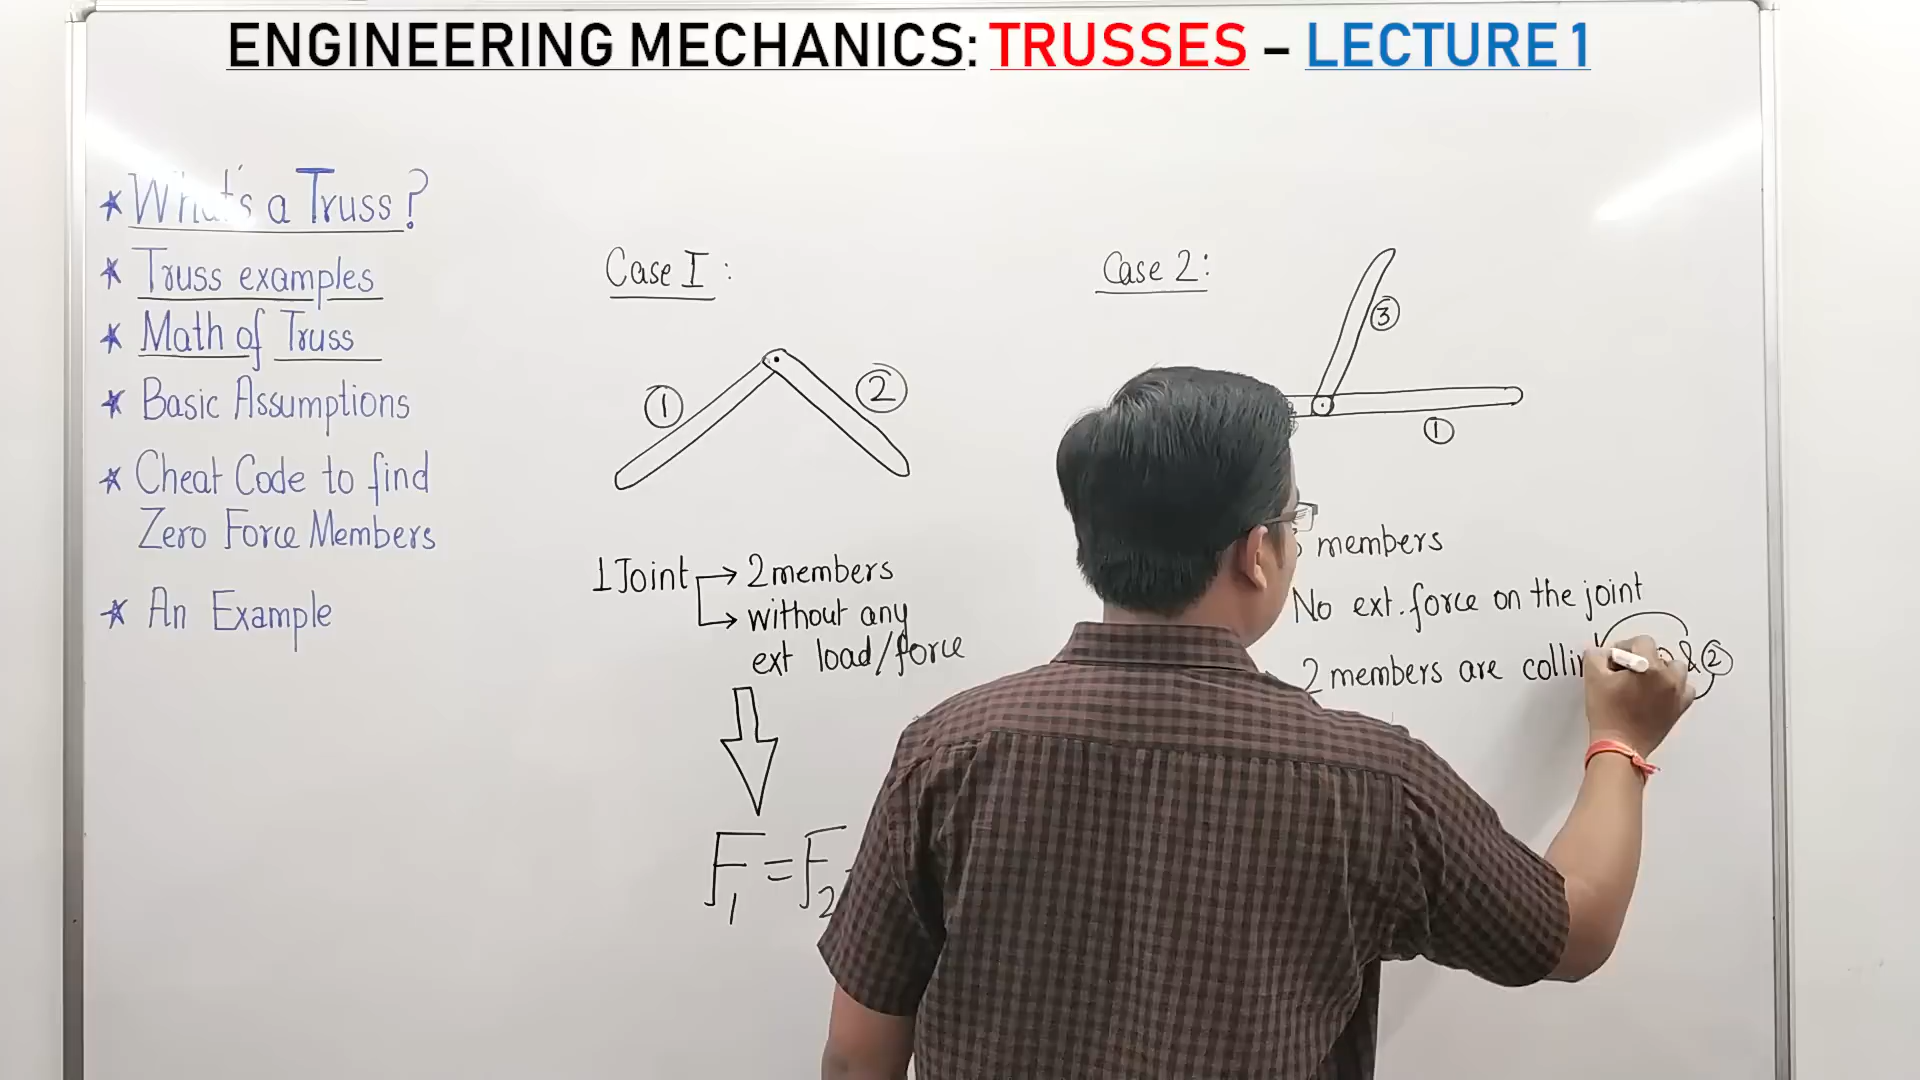 ENGINEERING MECHANICS: TRUSSES – LECTURE 1
* What's a Truss?
* Truss examples
* Math of Truss
* Basic Assumptions
* Cheat Code to find
Zero Force Members
* An Example
Case I :
① ②
1 Joint → 2 members
→ without any
ext load/force
F1 = F2
Case 2:
③
①
members
No ext. force on the joint
2 members are & ②